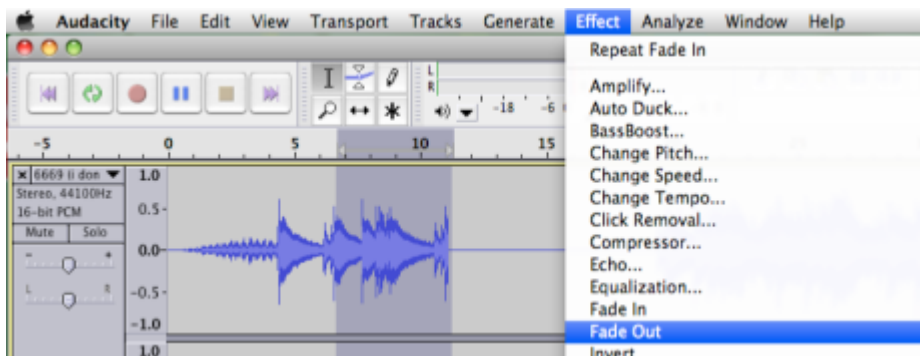 Audacity File Edit View Transport Tracks Generate Effect Analyze Window Help
Repeat Fade In
Amplify...
Auto Duck...
BassBoost...
Change Pitch...
Change Speed...
Change Tempo...
Click Removal...
Compressor...
Echo...
Equalization...
Fade In
Fade Out
Invert
L
R
-18 -6
-5 0 5 10 15
6669 li don
Stereo, 44100Hz
16-bit PCM
Mute Solo
- +
L R
1.0
0.5
0.0
-0.5
-1.0
1.0